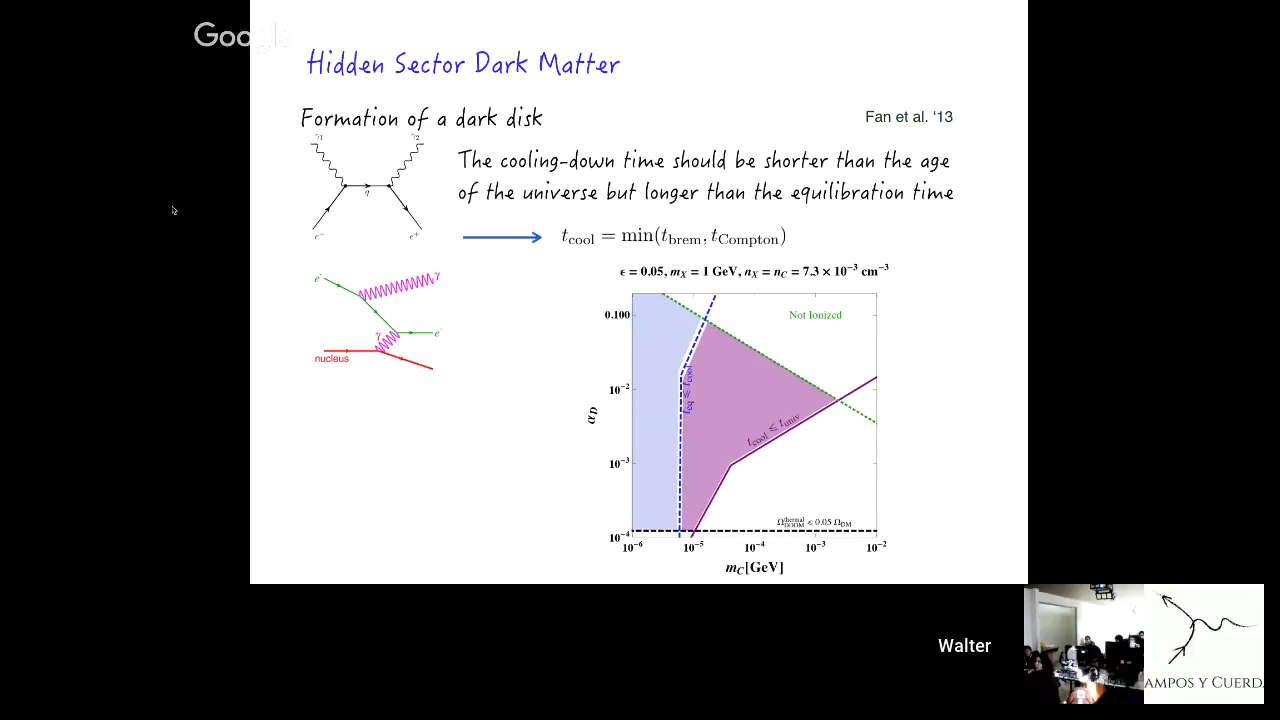 Google
Hidden Sector Dark Matter
Formation of a dark disk
Fan et al. '13
γ1
γ2
q
e⁻
e⁺
The cooling-down time should be shorter than the age
of the universe but longer than the equilibration time
t_cool = min(t_brem, t_Compton)
e⁻
γ
e⁻
γ
nucleus
ϵ = 0.05, m_X = 1 GeV, n_X = n_C = 7.3 × 10⁻³ cm⁻³
0.100
10⁻²
10⁻³
10⁻⁴
α_D
Not Ionized
t_eq ≤ t_cool
t_cool ≤ t_univ
Ω_DDDM^thermal ≤ 0.05 Ω_DM
10⁻⁶
10⁻⁵
10⁻⁴
10⁻³
10⁻²
m_C[GeV]
Walter
AMPOS Y CUERD